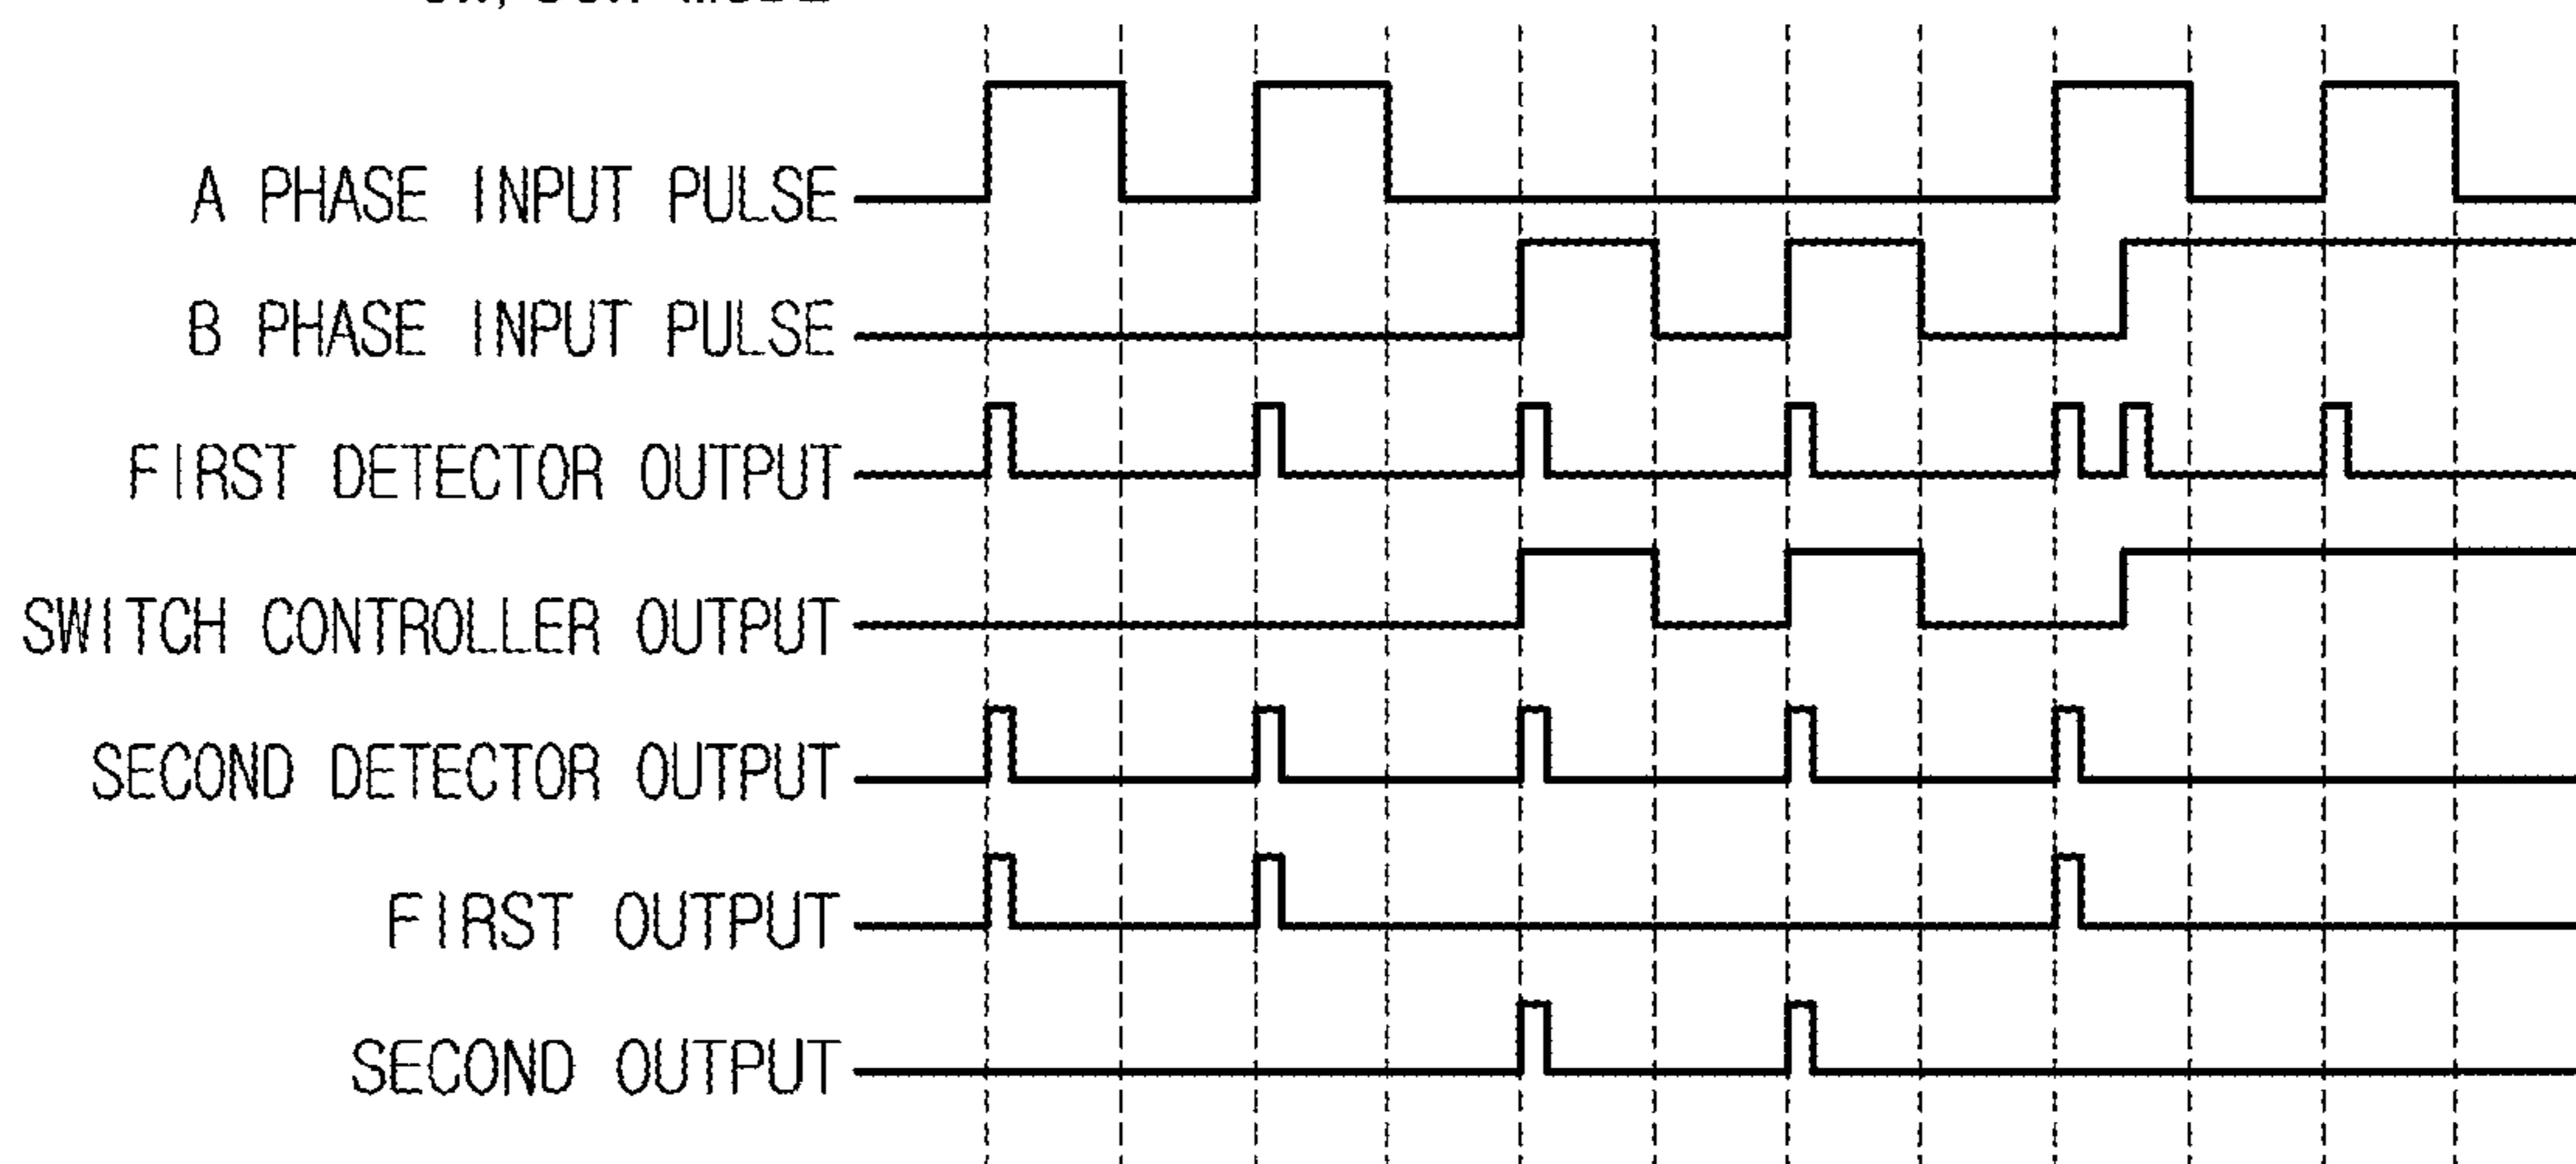 A PHASE INPUT PULSE
B PHASE INPUT PULSE
FIRST DETECTOR OUTPUT
SWITCH CONTROLLER OUTPUT
SECOND DETECTOR OUTPUT
FIRST OUTPUT
SECOND OUTPUT